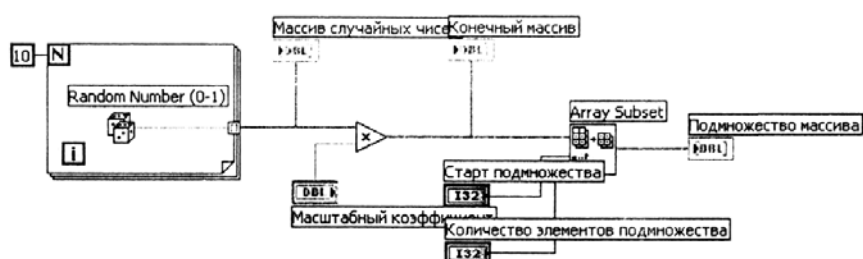 Массив случайных чисе
Конечный массив
DBL
DBL
10
N
Random Number (0-1)
i
x
Array Subset
Подмножество массива
DBL
Старт подмножества
I32
DBL
Масштабный коэффициент
Количество элементов подмножества
I32